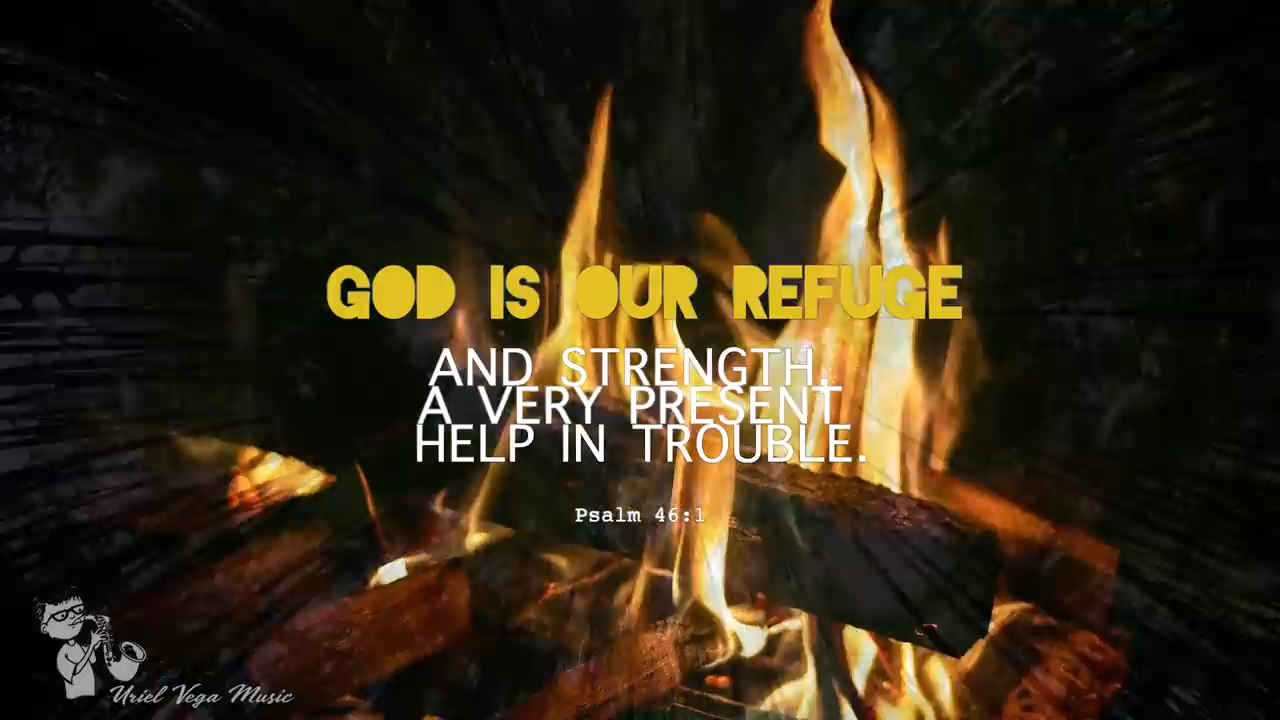 GOD IS OUR REFUGE
AND STRENGTH,
A VERY PRESENT
HELP IN TROUBLE.
Psalm 46:1
Uriel Vega Music